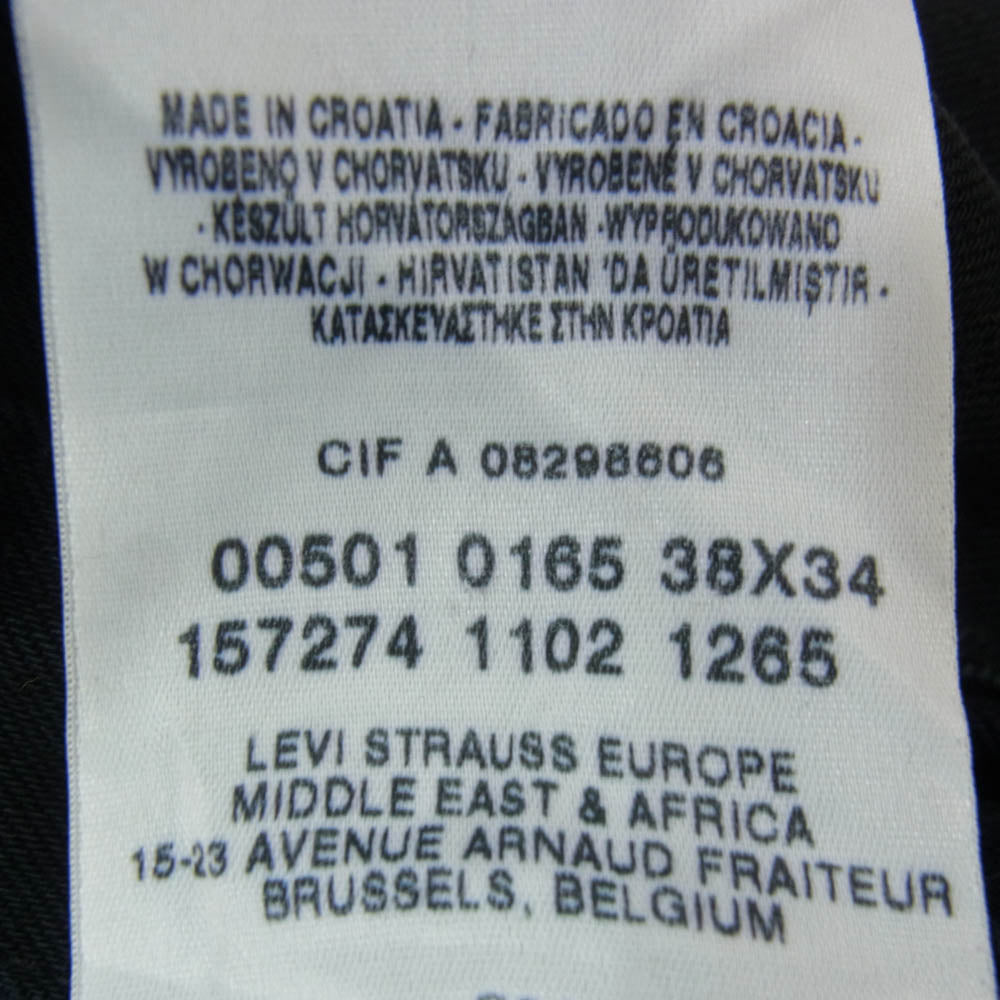 MADE IN CROATIA - FABRICADO EN CROACIA -
VYROBENO V CHORVATSKU - VYROBENÉ V CHORVATSKU
- KÉSZÜLT HORVÁTORSZÁGBAN -WYPRODUKOWANO
W CHORWACJI - HIRVATISTAN 'DA ÜRETILMIŞTIR -
ΚΑΤΑΣΚΕΥΑΣΤΗΚΕ ΣΤΗΝ ΚΡΟΑΤΙΑ
CIF A 08296606
00501 0165 38X34
157274 1102 1265
LEVI STRAUSS EUROPE
MIDDLE EAST & AFRICA
15-23 AVENUE ARNAUD FRAITEUR
BRUSSELS, BELGIUM